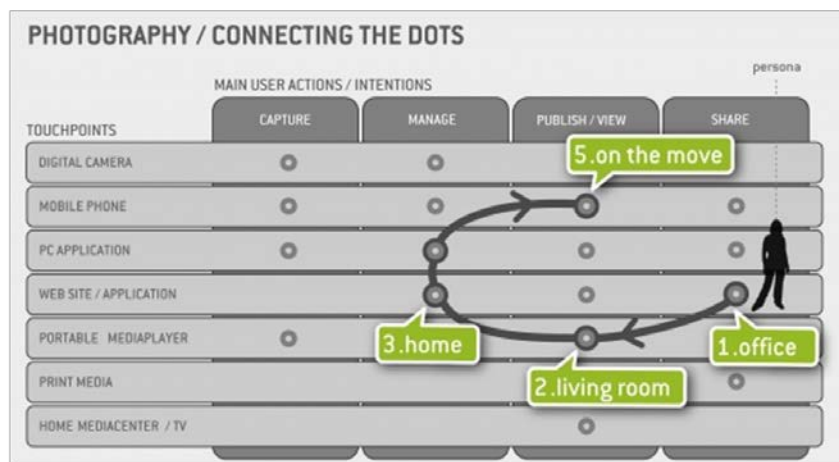 PHOTOGRAPHY / CONNECTING THE DOTS
persona
MAIN USER ACTIONS / INTENTIONS
TOUCHPOINTS
CAPTURE
MANAGE
PUBLISH / VIEW
SHARE
DIGITAL CAMERA
5.on the move
MOBILE PHONE
PC APPLICATION
WEB SITE / APPLICATION
PORTABLE MEDIAPLAYER
3.home
1.office
PRINT MEDIA
2.living room
HOME MEDIACENTER / TV